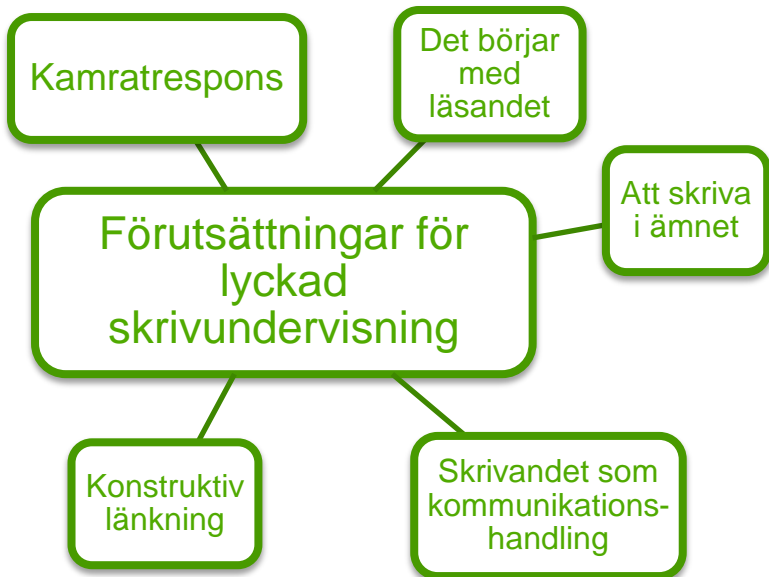 Kamratrespons
Det börjar
med
läsandet
Att skriva
i ämnet
Förutsättningar för
lyckad
skrivundervisning
Konstruktiv
länkning
Skrivandet som
kommunikations-
handling